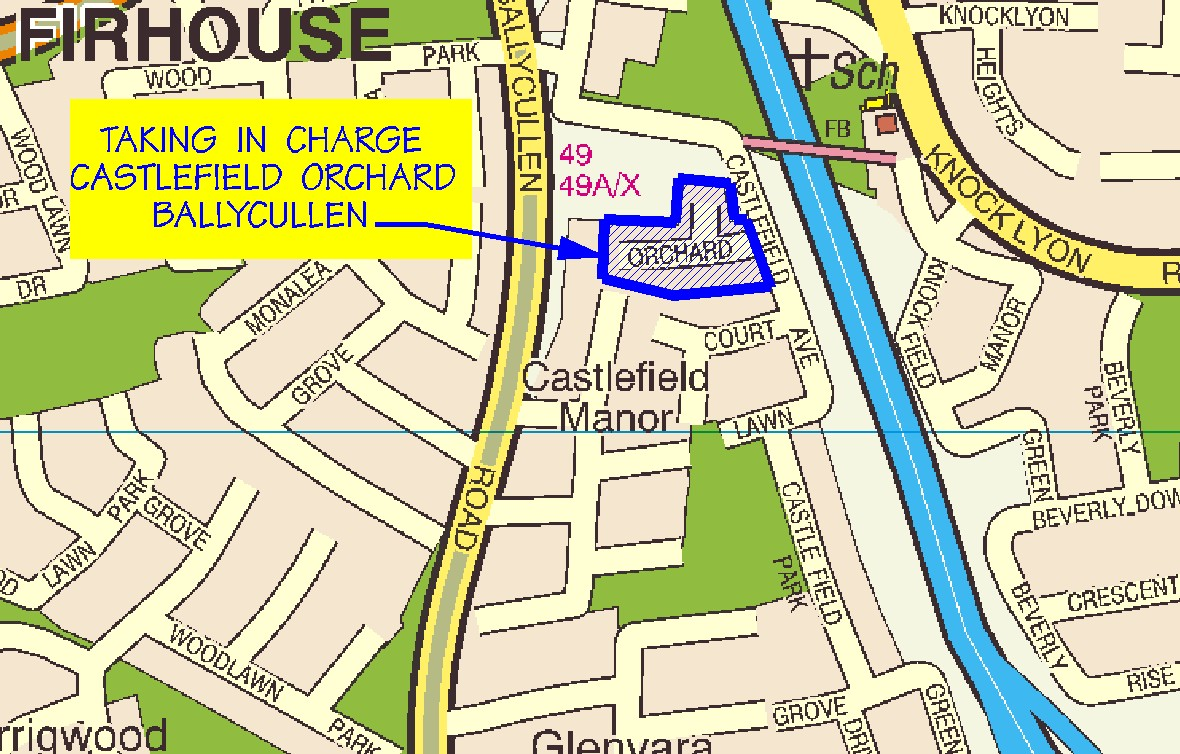 FIRHOUSE
KNOCKLYON
PARK
WOOD
BALLYCULLEN
HEIGHTS
Sch
FB
WOOD LAWN
TAKING IN CHARGE
CASTLEFIELD ORCHARD
BALLYCULLEN
49
49A/X
CASTLEFIELD
ORCHARD
KNOCKLYON
R
DR
MONALEA
KNOCK FIELD
MANOR
COURT
AVE
GROVE
Castlefield
Manor
BEVERLY
PARK
LAWN
GREEN
ROAD
PARK
GROVE
LAWN
CASTLE FIELD
PARK
BEVERLY DOW
BEVERLY
CRESCENT
RISE
WOODLAWN
PARK
GROVE
DRI
GREEN
rrigwood
Glenvara